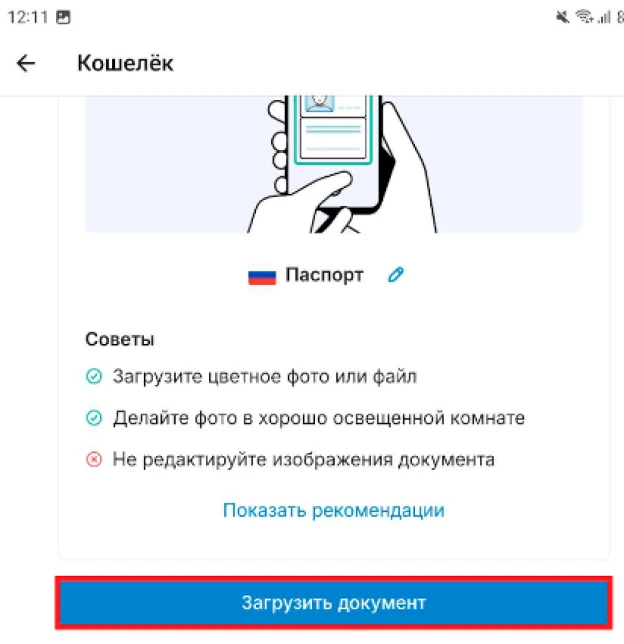 12:11
Кошелёк
Паспорт
Советы
Загрузите цветное фото или файл
Делайте фото в хорошо освещенной комнате
Не редактируйте изображения документа
Показать рекомендации
Загрузить документ